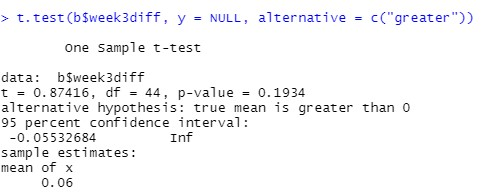 > t.test(b$week3diff, y = NULL, alternative = c("greater"))
One Sample t-test
data:  b$week3diff
t = 0.87416, df = 44, p-value = 0.1934
alternative hypothesis: true mean is greater than 0
95 percent confidence interval:
-0.05532684         Inf
sample estimates:
mean of x
0.06